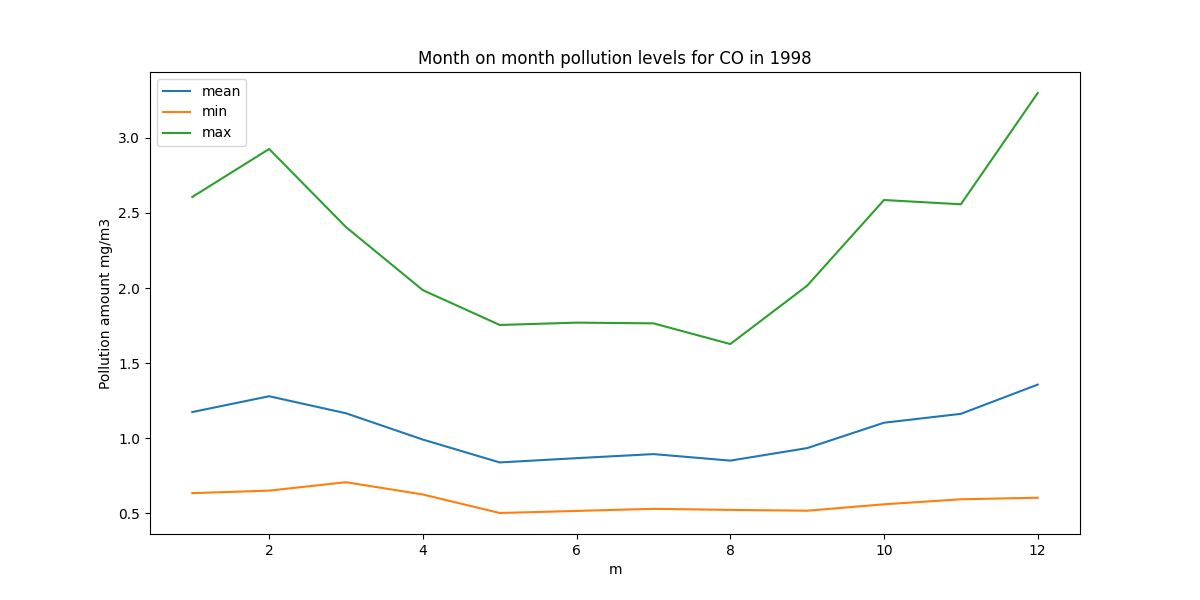 Month on month pollution levels for CO in 1998
mean
min
max
3.0
2.5
2.0
1.5
1.0
0.5
Pollution amount mg/m3
2 4 6 8 10 12
m